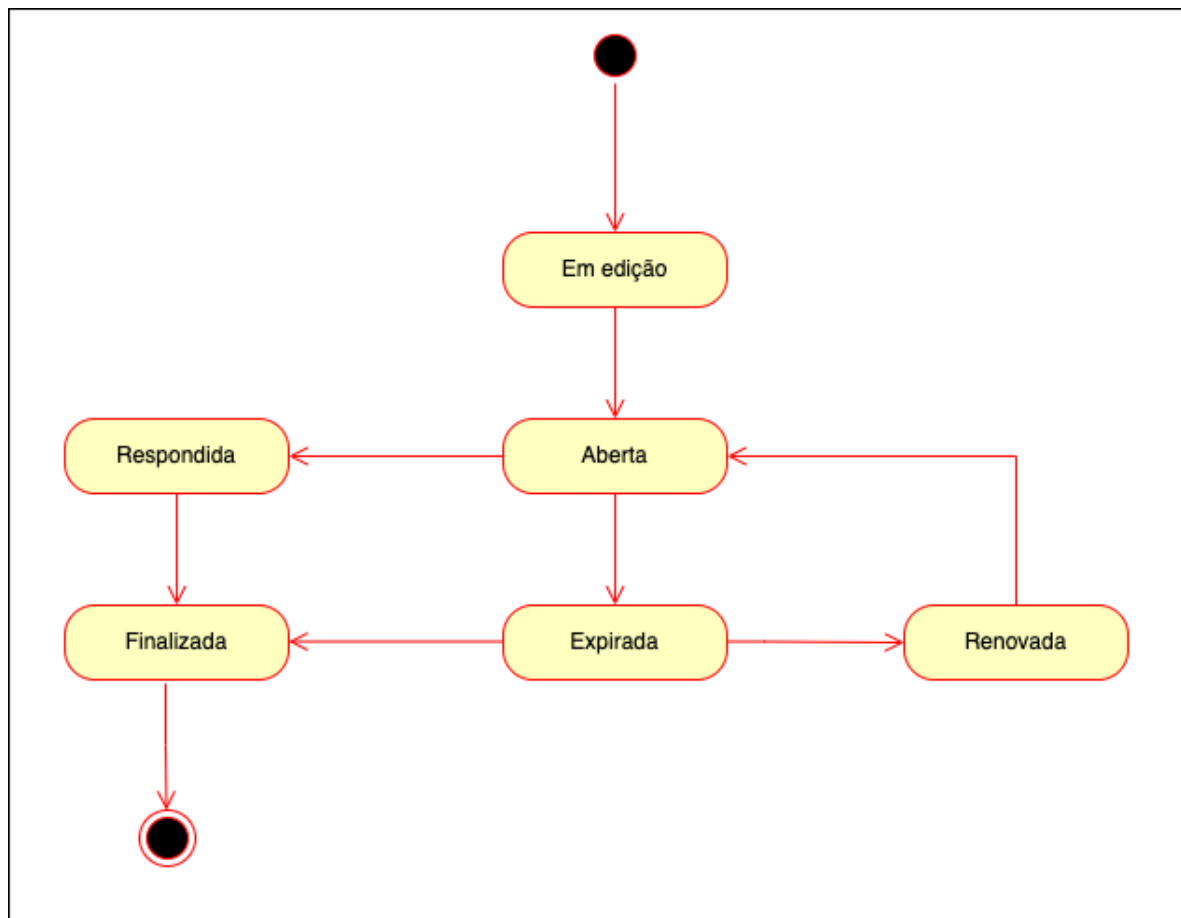 Em edição
Respondida
Aberta
Finalizada
Expirada
Renovada